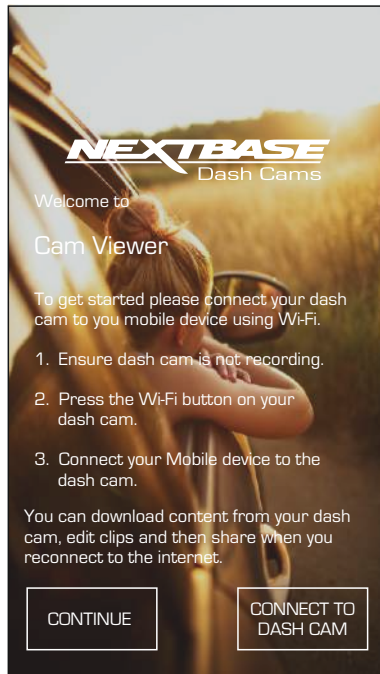 NEXTBASE
Dash Cams
Welcome to
Cam Viewer
To get started please connect your dash
cam to you mobile device using Wi-Fi.
1. Ensure dash cam is not recording.
2. Press the Wi-Fi button on your
dash cam.
3. Connect your Mobile device to the
dash cam.
You can download content from your dash
cam, edit clips and then share when you
reconnect to the internet.
CONTINUE
CONNECT TO
DASH CAM